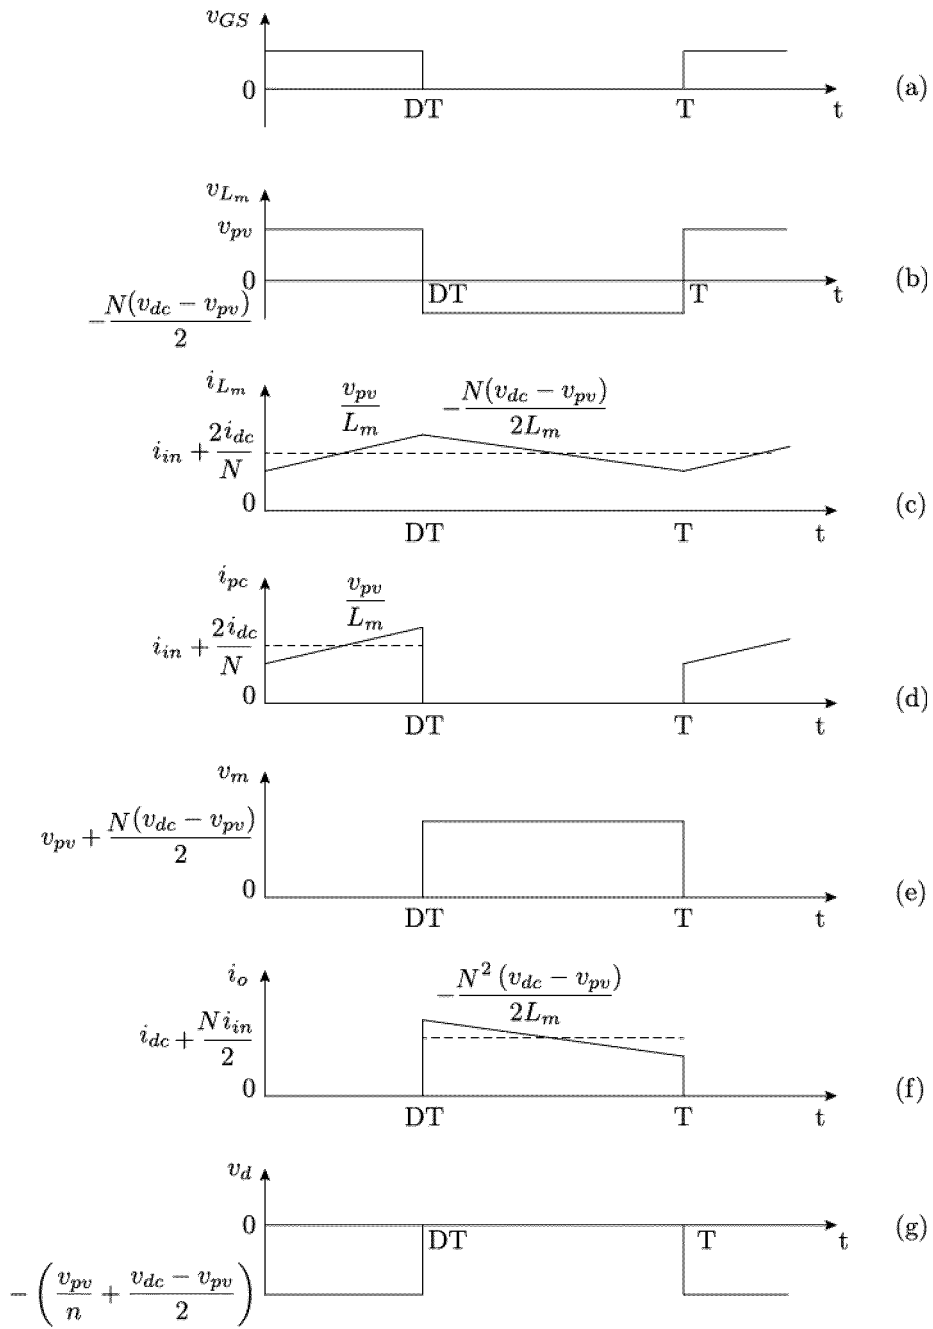 v_{GS}
0
DT
T
t
(a)
v_{L_m}
v_{pv}
0
DT
T
t
(b)
-\frac{N(v_{dc} - v_{pv})}{2}
i_{L_m}
\frac{v_{pv}}{L_m}
-\frac{N(v_{dc} - v_{pv})}{2L_m}
i_{in} + \frac{2i_{dc}}{N}
0
DT
T
t
(c)
i_{pc}
\frac{v_{pv}}{L_m}
i_{in} + \frac{2i_{dc}}{N}
0
DT
T
t
(d)
v_m
v_{pv} + \frac{N(v_{dc} - v_{pv})}{2}
0
DT
T
t
(e)
i_o
-\frac{N^2 (v_{dc} - v_{pv})}{2L_m}
i_{dc} + \frac{N i_{in}}{2}
0
DT
T
t
(f)
v_d
0
DT
T
t
(g)
-\left(\frac{v_{pv}}{n} + \frac{v_{dc} - v_{pv}}{2}\right)